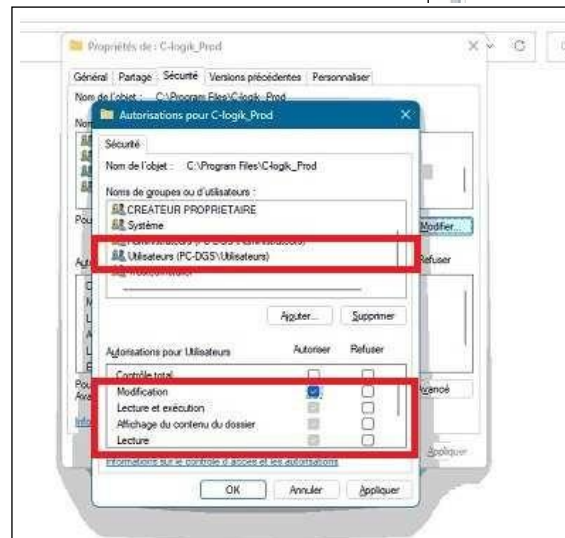 Propriétés de : C-logik_Prod
Général Partage Sécurité Versions précédentes Personnaliser
Nom de l'objet : C:\Program Files\C-logik_Prod
Autorisations pour C-logik_Prod
Sécurité
Nom de l'objet : C:\Program Files\C-logik_Prod
Noms de groupes ou d'utilisateurs :
CREATEUR PROPRIETAIRE
Système
Modifier...
Utilisateurs (PC-DGS\Utilisateurs)
Refuser
Ajouter... Supprimer
Autorisations pour Utilisateurs Autoriser Refuser
Contrôle total
Modification
Lecture et exécution
Affichage du contenu du dossier
Lecture
Informations sur le contrôle d'accès et les autorisations
Appliquer
OK Annuler Appliquer